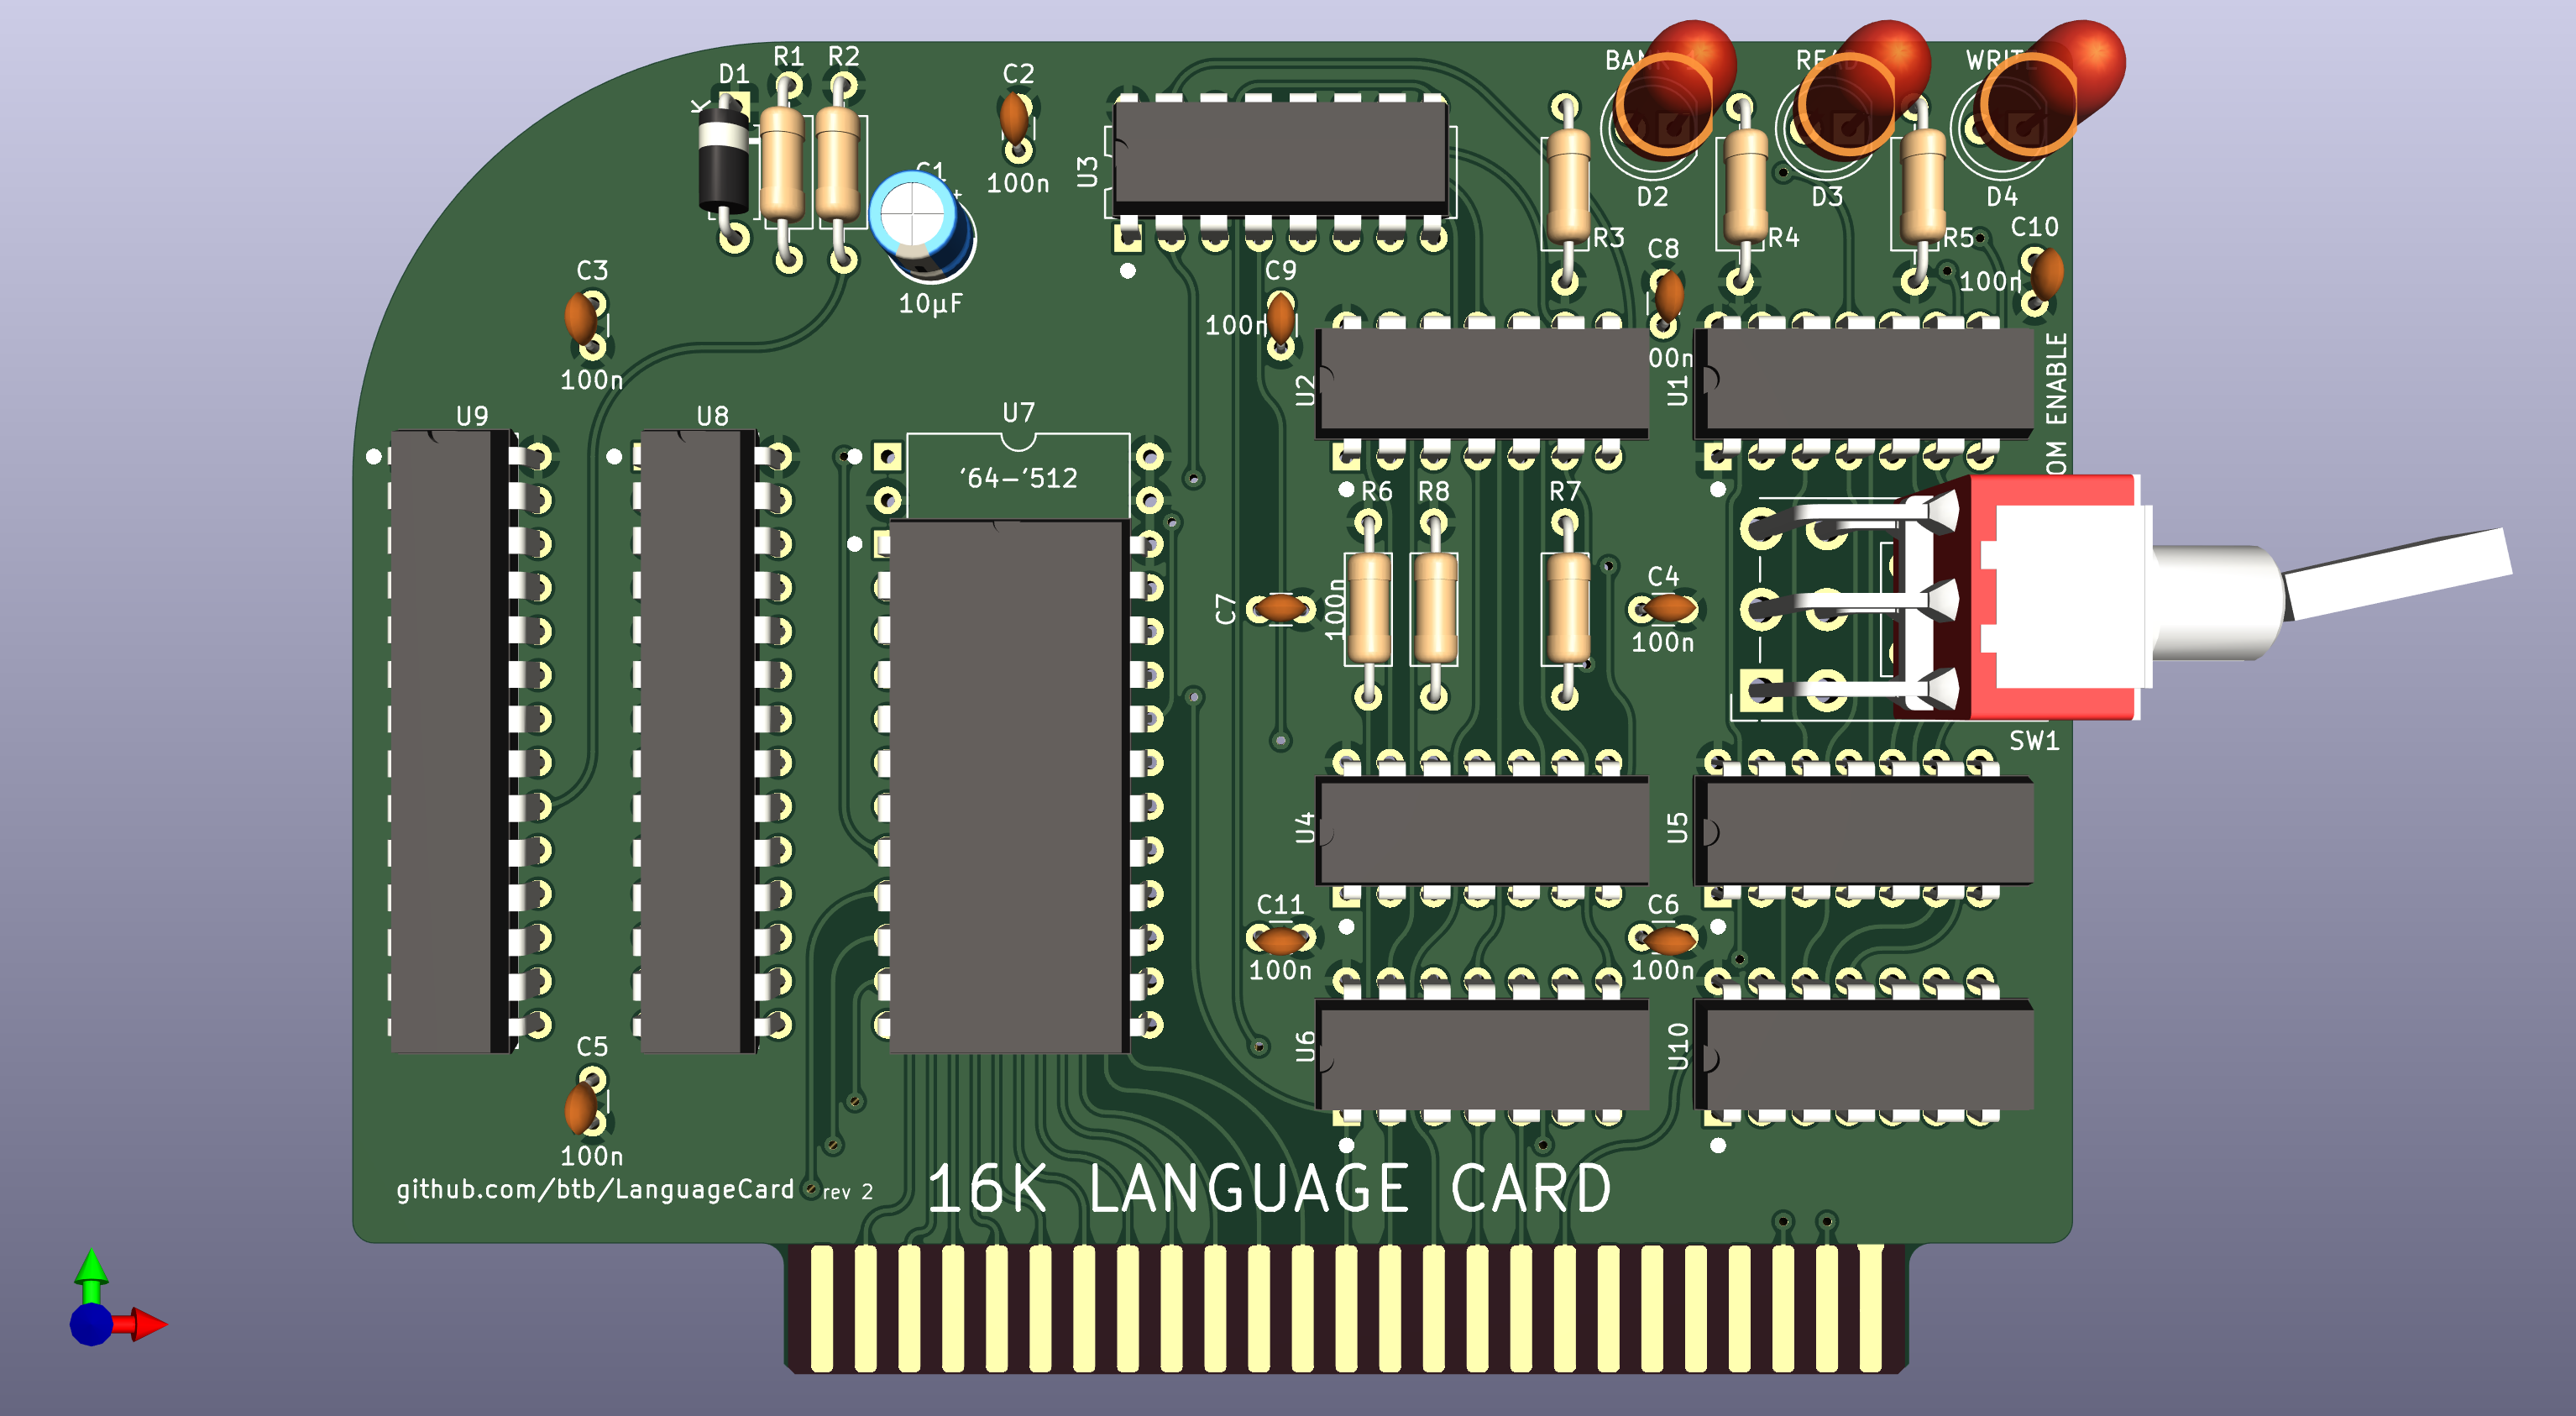 R1
R2
D1
K
C2
100n
U3
D2
D3
D4
R3
R4
R5
C10
100n
C8
C1
+
10µF
C3
100n
C9
100n
U2
U1
ENABLE
U9
U8
U7
'64-'512
R6
R8
R7
C7
100n
C4
100n
SW1
U4
U5
C11
100n
C6
100n
U6
U10
C5
100n
github.com/btb/LanguageCard
rev 2
16K LANGUAGE CARD